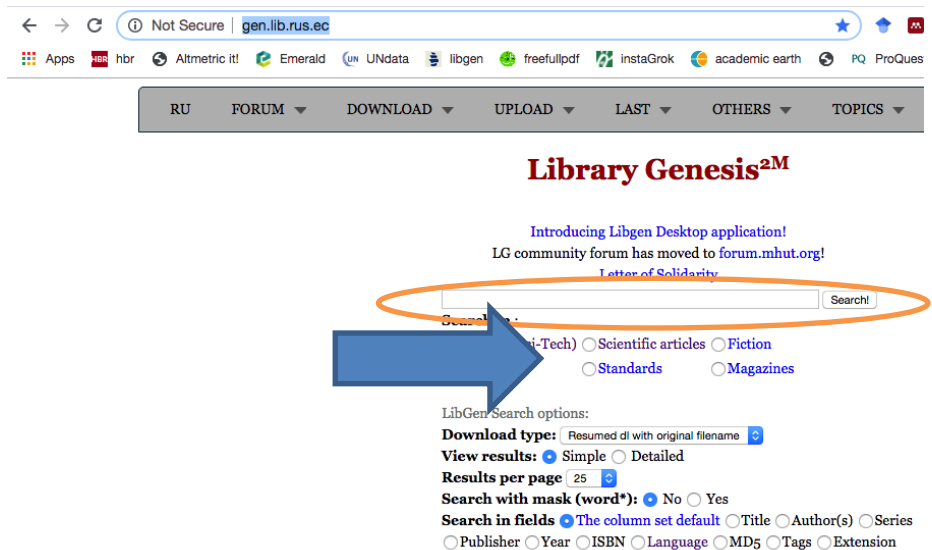 Not Secure gen.lib.rus.ec
Apps HBR hbr Altmetric it! Emerald UN UNdata libgen freefullpdf instaGrok academic earth PQ ProQues
RU FORUM DOWNLOAD UPLOAD LAST OTHERS TOPICS
Library Genesis2M
Introducing Libgen Desktop application!
LG community forum has moved to forum.mhut.org!
Letter of Solidarity
Search!
i-Tech) Scientific articles Fiction
Standards Magazines
LibGen Search options:
Download type: Resumed dl with original filename
View results: Simple Detailed
Results per page 25
Search with mask (word*): No Yes
Search in fields The column set default Title Author(s) Series
Publisher Year ISBN Language MD5 Tags Extension